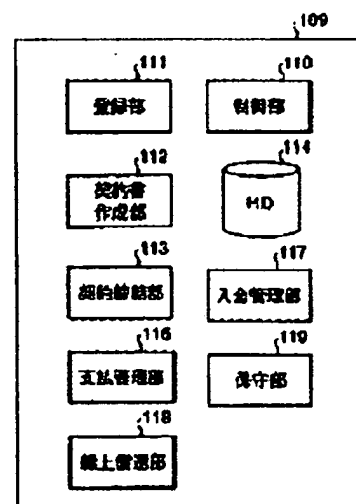 109
111
登録部
110
制御部
112
契約書
作成部
114
HD
113
契約締結部
117
入金管理部
116
支払管理部
119
保守部
118
繰上償還部